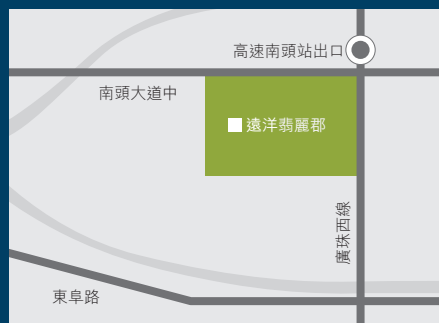 高速南頭站出口
南頭大道中
遠洋翡麗郡
廣珠西線
東阜路